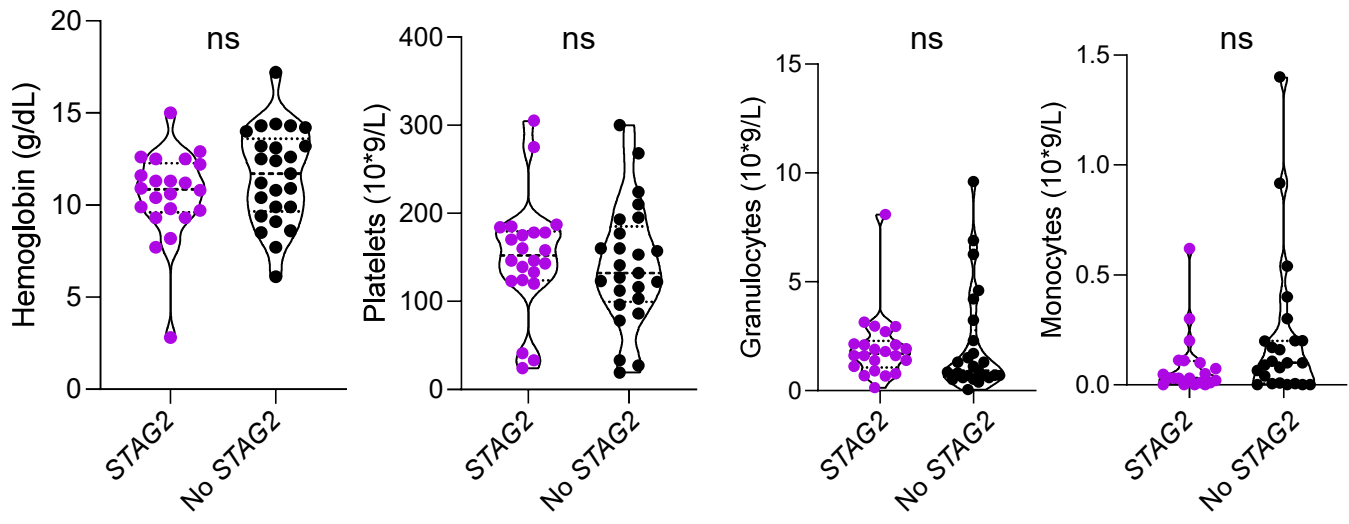 Hemoglobin (g/dL)
20
15
10
5
0
ns
STAG2
No STAG2
Platelets (10*9/L)
400
300
200
100
0
ns
STAG2
No STAG2
Granulocytes (10*9/L)
15
10
5
0
ns
STAG2
No STAG2
Monocytes (10*9/L)
1.5
1.0
0.5
0.0
ns
STAG2
No STAG2